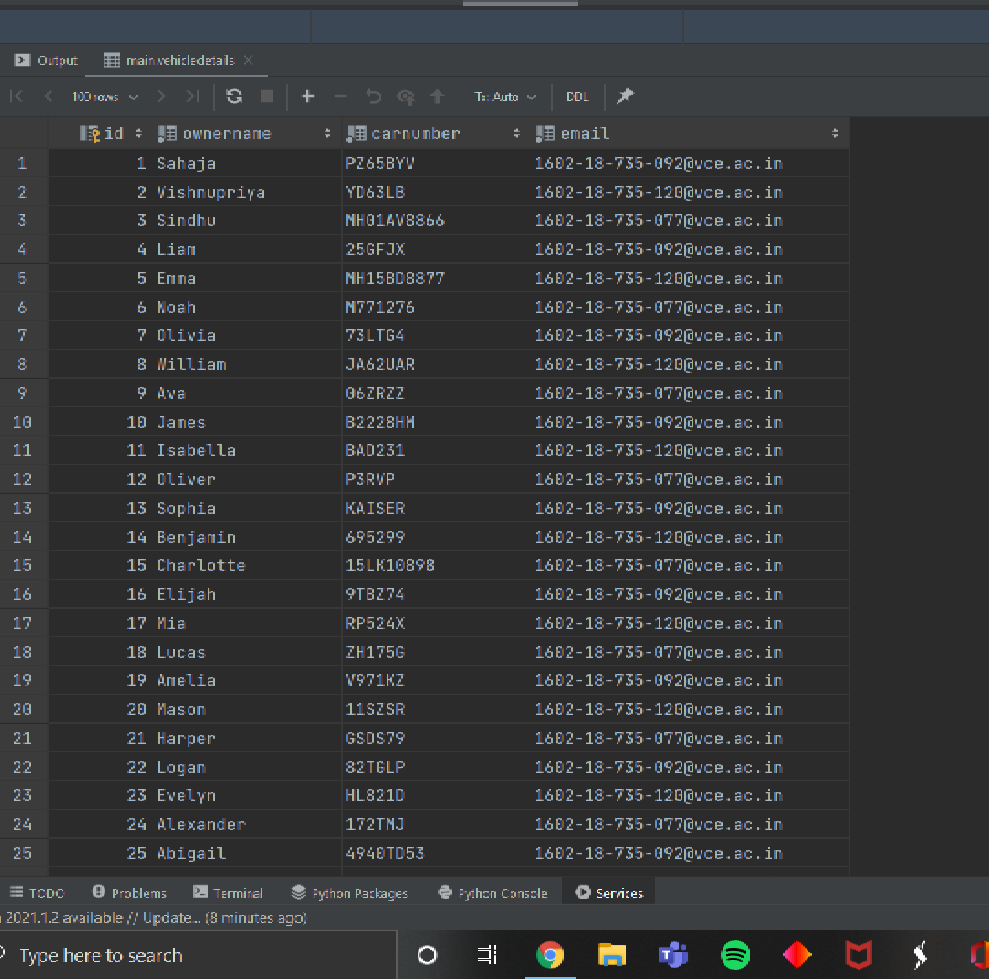 Output main.vehicledetails
100 rows Tx: Auto DDL
id ownername carnumber email
1 1 Sahaja PZ65BYV 1602-18-735-092@vce.ac.in
2 2 Vishnupriya YD63LB 1602-18-735-120@vce.ac.in
3 3 Sindhu MH01AV8866 1602-18-735-077@vce.ac.in
4 4 Liam 25GFJX 1602-18-735-092@vce.ac.in
5 5 Emma MH15BD8877 1602-18-735-120@vce.ac.in
6 6 Noah M771276 1602-18-735-077@vce.ac.in
7 7 Olivia 73LTG4 1602-18-735-092@vce.ac.in
8 8 William JA62UAR 1602-18-735-120@vce.ac.in
9 9 Ava 06ZRZZ 1602-18-735-077@vce.ac.in
10 10 James B2228HM 1602-18-735-092@vce.ac.in
11 11 Isabella BAD231 1602-18-735-120@vce.ac.in
12 12 Oliver P3RVP 1602-18-735-077@vce.ac.in
13 13 Sophia KAISER 1602-18-735-092@vce.ac.in
14 14 Benjamin 695299 1602-18-735-120@vce.ac.in
15 15 Charlotte 15LK10898 1602-18-735-077@vce.ac.in
16 16 Elijah 9TBZ74 1602-18-735-092@vce.ac.in
17 17 Mia RP524X 1602-18-735-120@vce.ac.in
18 18 Lucas ZH175G 1602-18-735-077@vce.ac.in
19 19 Amelia V971KZ 1602-18-735-092@vce.ac.in
20 20 Mason 11SZSR 1602-18-735-120@vce.ac.in
21 21 Harper GSDS79 1602-18-735-077@vce.ac.in
22 22 Logan 82TGLP 1602-18-735-092@vce.ac.in
23 23 Evelyn HL821D 1602-18-735-120@vce.ac.in
24 24 Alexander 172TMJ 1602-18-735-077@vce.ac.in
25 25 Abigail 4940TD53 1602-18-735-092@vce.ac.in
TODO Problems Terminal Python Packages Python Console Services
2021.1.2 available // Update... (8 minutes ago)
Type here to search